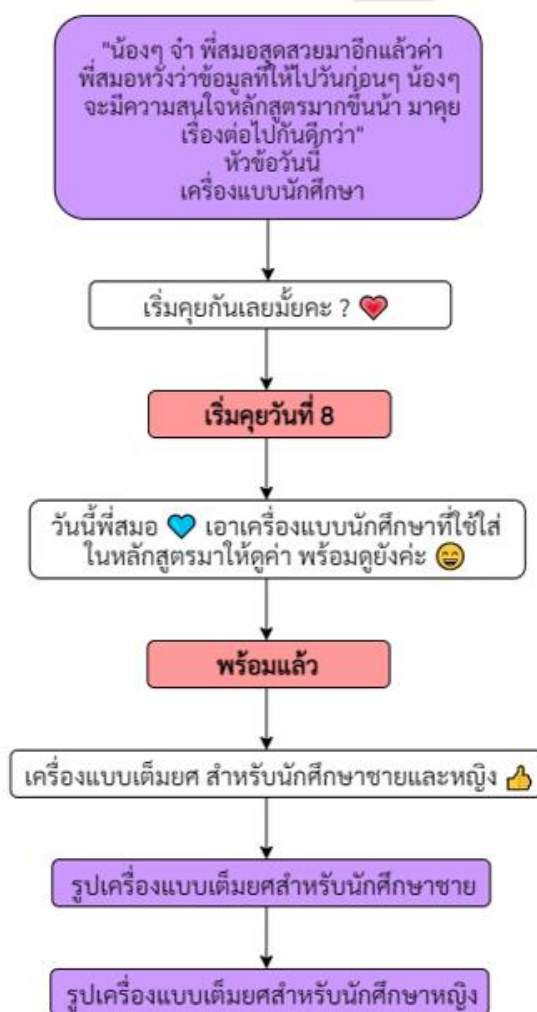 "น้องๆ จ๋า พี่สมอสุดสวยมาอีกแล้วค่า
พี่สมอหวังว่าข้อมูลที่ให้ไปวันก่อนๆ น้องๆ
จะมีความสนใจหลักสูตรมากขึ้นน้า มาคุย
เรื่องต่อไปกันดีกว่า"
หัวข้อวันนี้
เครื่องแบบนักศึกษา
เริ่มคุยกันเลยมั้ยคะ ? ❤️
เริ่มคุยวันที่ 8
วันนี้พี่สมอ 💙 เอาเครื่องแบบนักศึกษาที่ใช้ใส่
ในหลักสูตรมาให้ดูค่า พร้อมดูยังค่ะ 😄
พร้อมแล้ว
เครื่องแบบเต็มยศ สำหรับนักศึกษาชายและหญิง 👍
รูปเครื่องแบบเต็มยศสำหรับนักศึกษาชาย
รูปเครื่องแบบเต็มยศสำหรับนักศึกษาหญิง